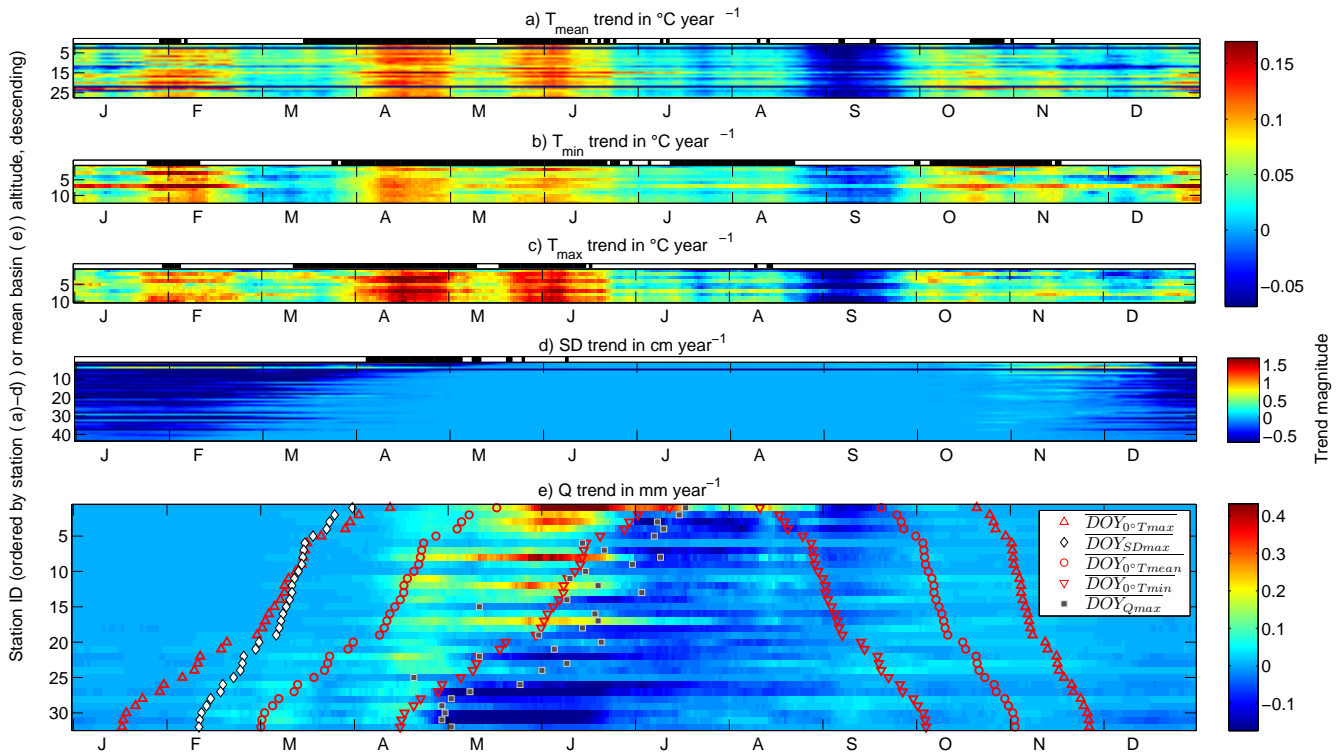 a) T_mean trend in °C year⁻¹
5
15
25
J F M A M J J A S O N D
b) T_min trend in °C year⁻¹
5
10
J F M A M J J A S O N D
c) T_max trend in °C year⁻¹
5
10
J F M A M J J A S O N D
0.15
0.1
0.05
0
−0.05
d) SD trend in cm year⁻¹
10
20
30
40
J F M A M J J A S O N D
1.5
1
0.5
0
−0.5
e) Q trend in mm year⁻¹
5
10
15
20
25
30
J F M A M J J A S O N D
DOY_0°Tmax
DOY_SDmax
DOY_0°Tmean
DOY_0°Tmin
DOY_Qmax
0.4
0.3
0.2
0.1
0
−0.1
Station ID (ordered by station ( a)−d) ) or mean basin ( e)) altitude, descending)
Trend magnitude